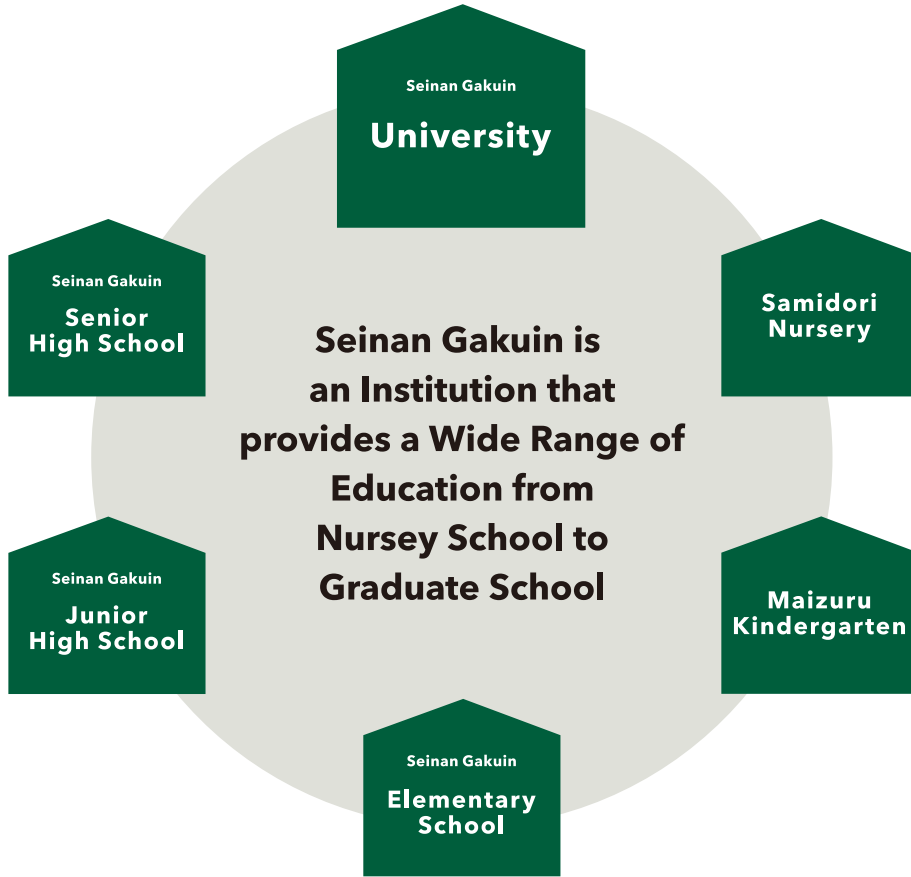 Seinan Gakuin
University
Seinan Gakuin
Senior
High School
Samidori
Nursery
Seinan Gakuin is
an Institution that
provides a Wide Range of
Education from
Nursey School to
Graduate School
Seinan Gakuin
Junior
High School
Maizuru
Kindergarten
Seinan Gakuin
Elementary
School